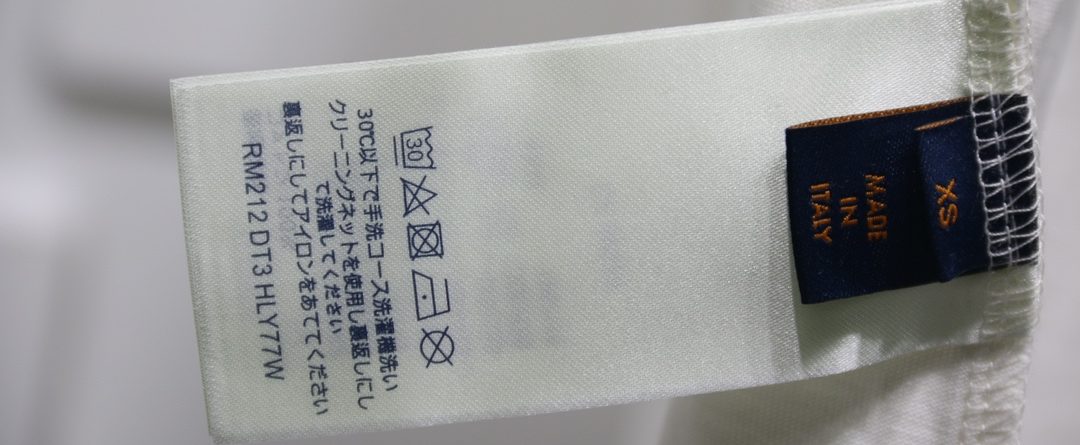 30
30℃以下で手洗コース洗濯機洗い
クリーニングネットを使用し裏返しにし
て洗濯してください
裏返しにしてアイロンをあててください
RM212 DT3 HLY77W
XS
MADE
IN
ITALY